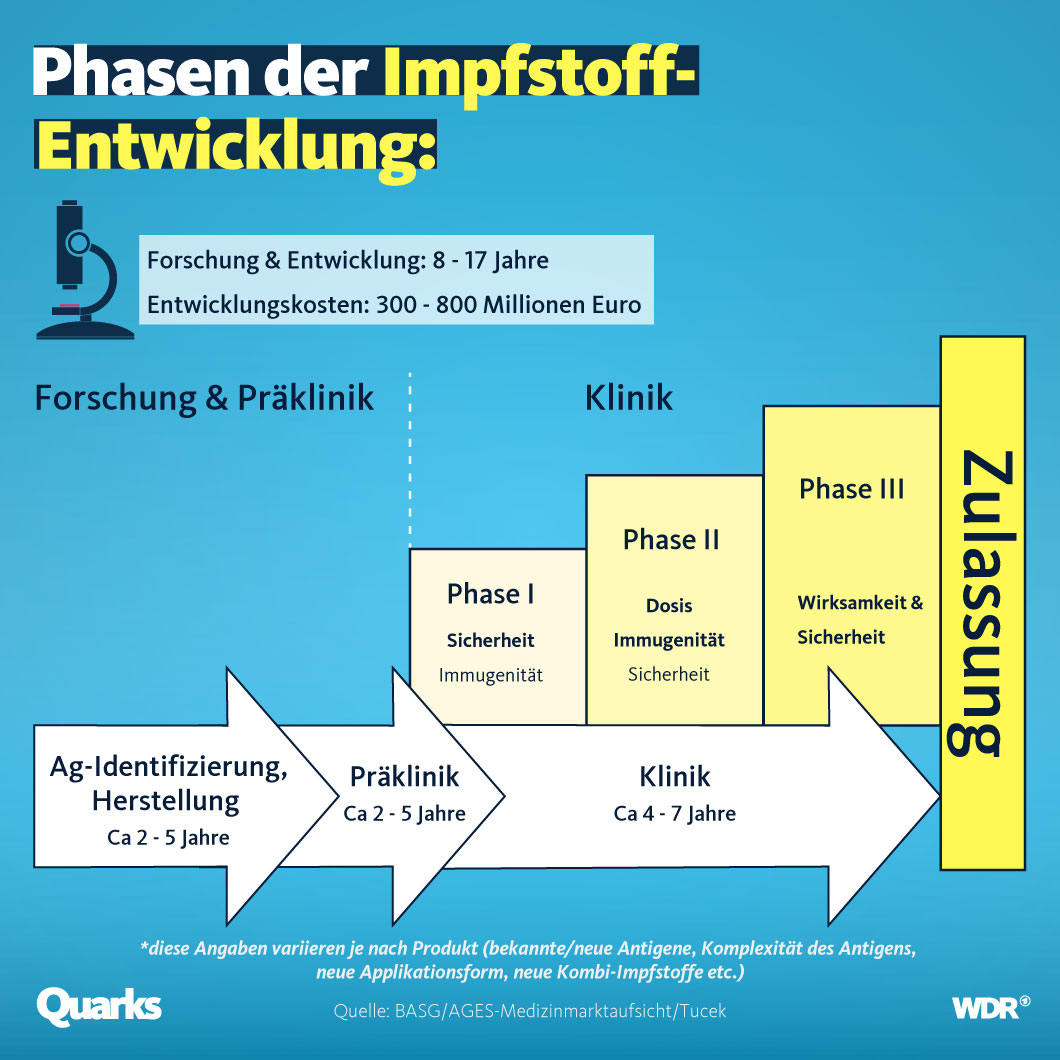 Phasen der Impfstoff-
Entwicklung:
Forschung & Entwicklung: 8 - 17 Jahre
Entwicklungskosten: 300 - 800 Millionen Euro
Forschung & Präklinik
Klinik
Phase I
Sicherheit
Immugenität
Phase II
Dosis
Immugenität
Sicherheit
Phase III
Wirksamkeit &
Sicherheit
Zulassung
Ag-Identifizierung,
Herstellung
Ca 2 - 5 Jahre
Präklinik
Ca 2 - 5 Jahre
Klinik
Ca 4 - 7 Jahre
*diese Angaben variieren je nach Produkt (bekannte/neue Antigene, Komplexität des Antigens,
neue Applikationsform, neue Kombi-Impfstoffe etc.)
Quarks
Quelle: BASG/AGES-Medizinmarktaufsicht/Tucek
WDR